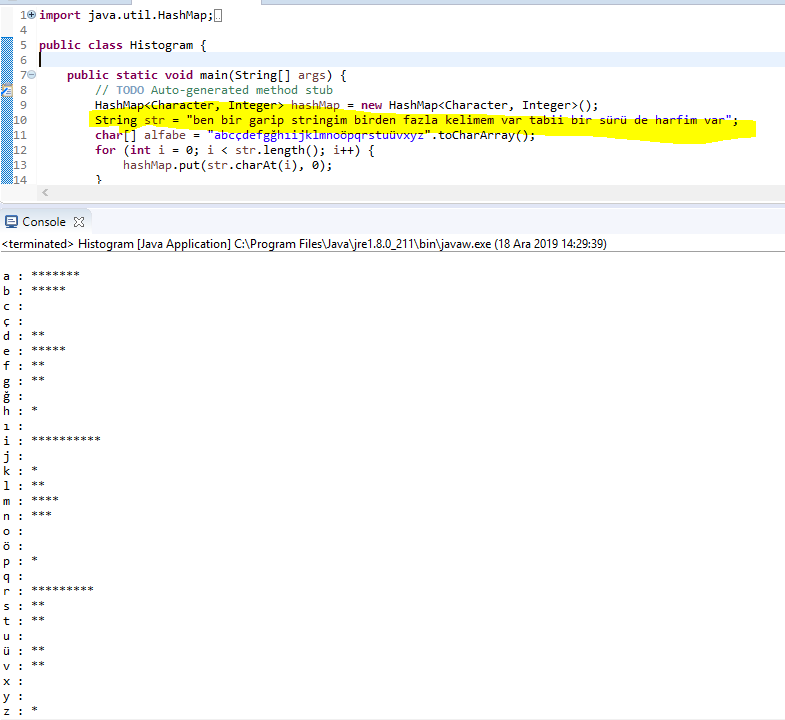 1 import java.util.HashMap;
4
5 public class Histogram {
6
7 public static void main(String[] args) {
8 // TODO Auto-generated method stub
9 HashMap<Character, Integer> hashMap = new HashMap<Character, Integer>();
10 String str = "ben bir garip stringim birden fazla kelimem var tabii bir sürü de harfim var";
11 char[] alfabe = "abcçdefgğhıijklmnoöpqrstuüvxyz".toCharArray();
12 for (int i = 0; i < str.length(); i++) {
13 hashMap.put(str.charAt(i), 0);
14 }
Console
<terminated> Histogram [Java Application] C:\Program Files\Java\jre1.8.0_211\bin\javaw.exe (18 Ara 2019 14:29:39)
a : *******
b : *****
c :
ç :
d : **
e : *****
f : **
g : **
ğ :
h : *
ı :
i : **********
j :
k : *
l : **
m : ****
n : ***
o :
ö :
p : *
q :
r : *********
s : **
t : **
u :
ü : **
v : **
x :
y :
z : *